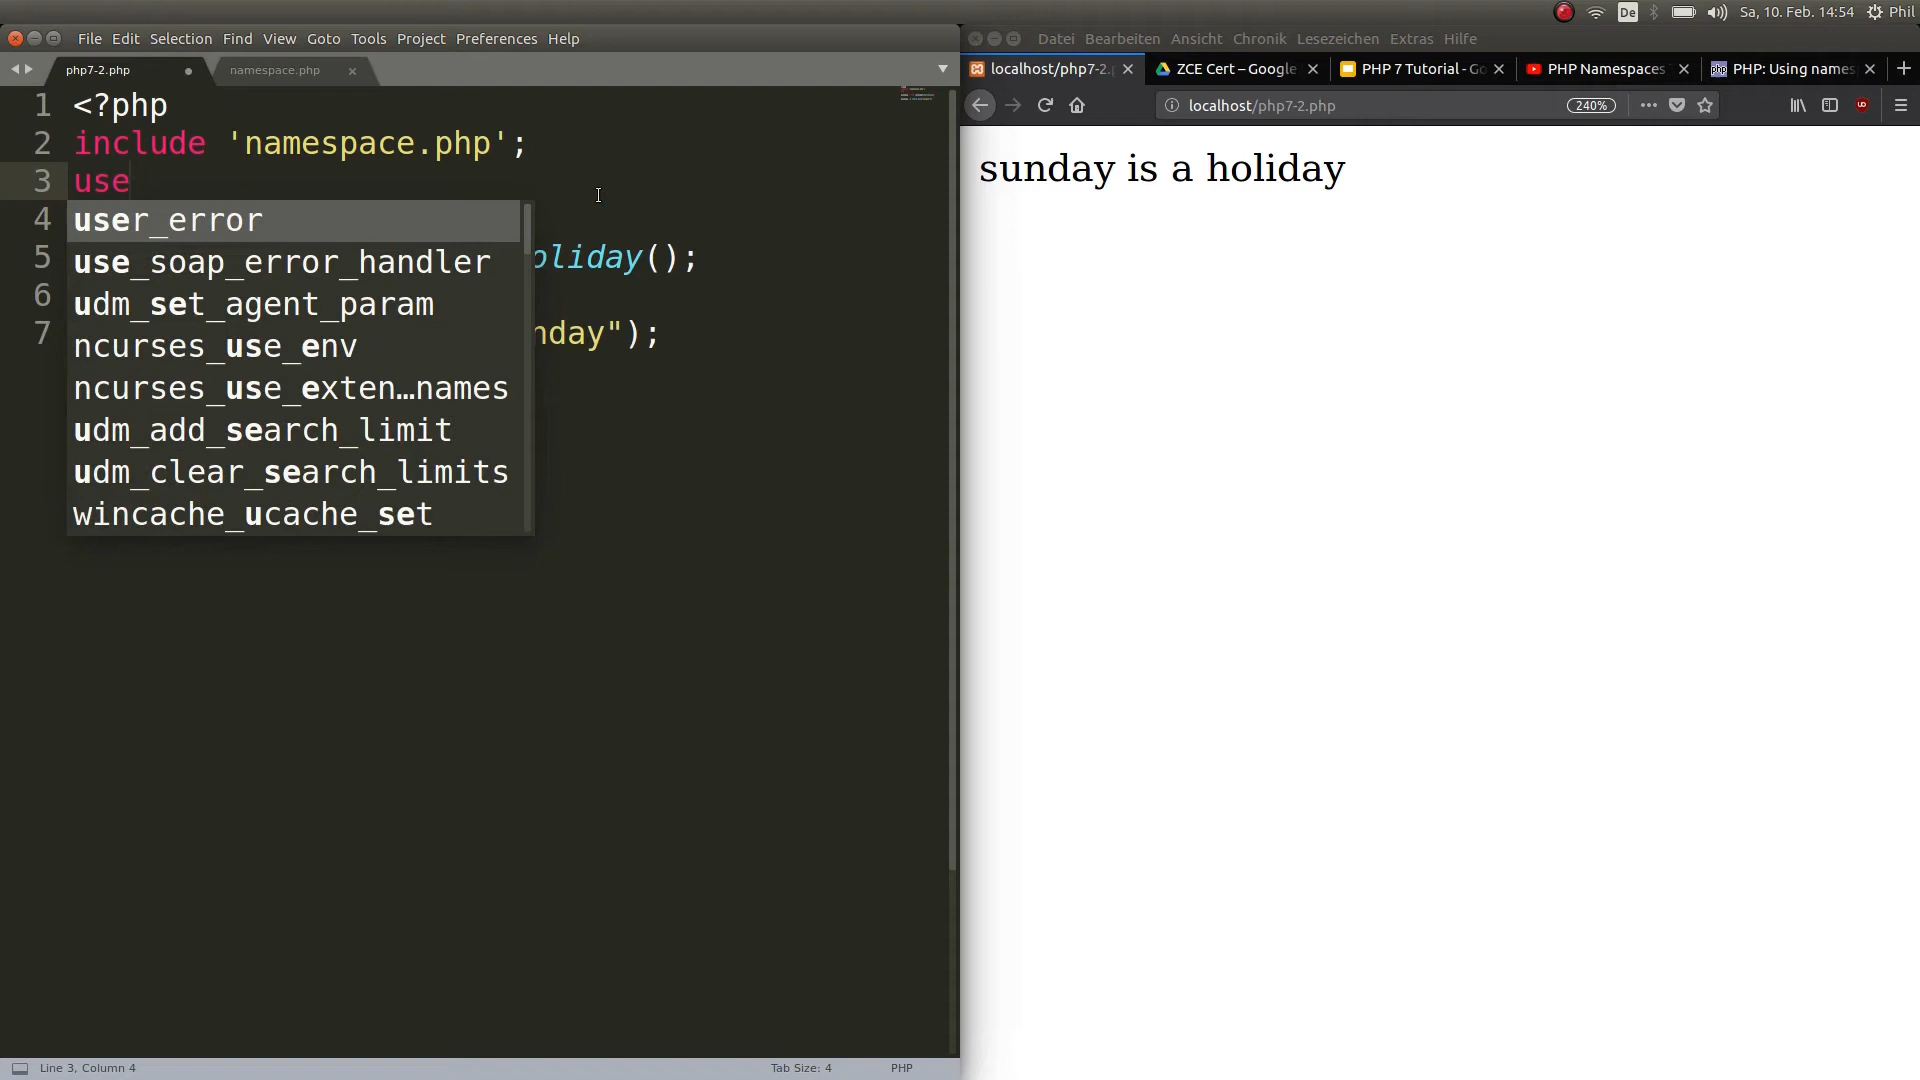 De Sa, 10. Feb. 14:54 Phil
File Edit Selection Find View Goto Tools Project Preferences Help
php7-2.php namespace.php
1 <?php
2 include 'namespace.php';
3 use
4 user_error
use_soap_error_handler
5 oliday();
udm_set_agent_param
6
ncurses_use_env
7 nday");
ncurses_use_exten…names
udm_add_search_limit
udm_clear_search_limits
wincache_ucache_set
Line 3, Column 4 Tab Size: 4 PHP
Datei Bearbeiten Ansicht Chronik Lesezeichen Extras Hilfe
localhost/php7-2. ZCE Cert – Google PHP 7 Tutorial - Go PHP Namespaces PHP: Using names
localhost/php7-2.php 240%
sunday is a holiday